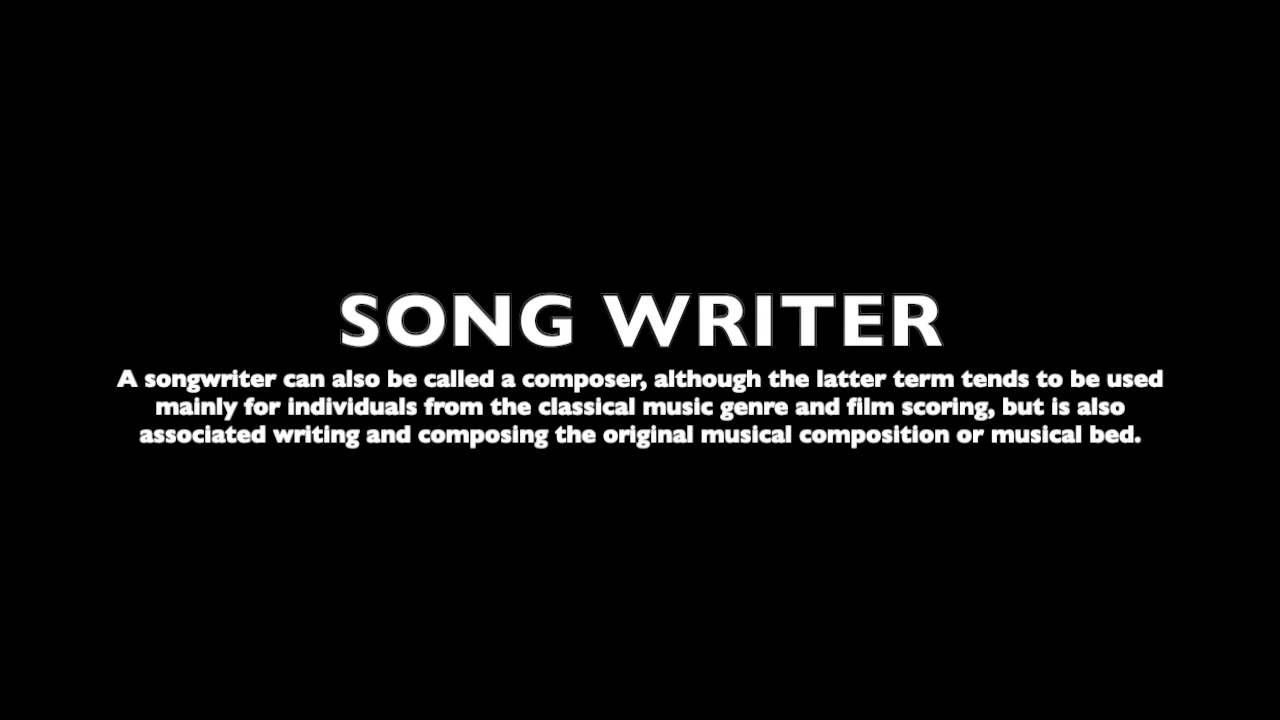 SONG WRITER
A songwriter can also be called a composer, although the latter term tends to be used
mainly for individuals from the classical music genre and film scoring, but is also
associated writing and composing the original musical composition or musical bed.